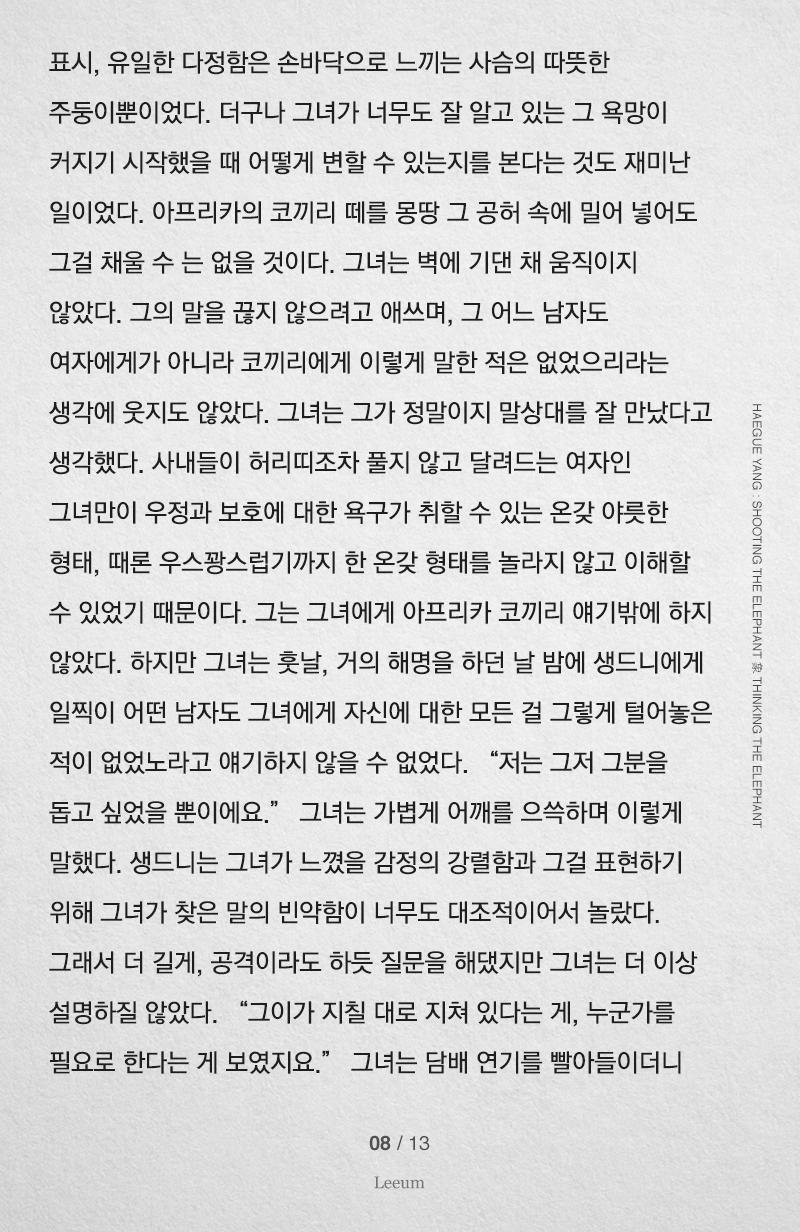 표시, 유일한 다정함은 손바닥으로 느끼는 사슴의 따뜻한
주둥이뿐이었다. 더구나 그녀가 너무도 잘 알고 있는 그 욕망이
커지기 시작했을 때 어떻게 변할 수 있는지를 본다는 것도 재미난
일이었다. 아프리카의 코끼리 떼를 몽땅 그 공허 속에 밀어 넣어도
그걸 채울 수 는 없을 것이다. 그녀는 벽에 기댄 채 움직이지
않았다. 그의 말을 끊지 않으려고 애쓰며, 그 어느 남자도
여자에게가 아니라 코끼리에게 이렇게 말한 적은 없었으리라는
생각에 웃지도 않았다. 그녀는 그가 정말이지 말상대를 잘 만났다고
생각했다. 사내들이 허리띠조차 풀지 않고 달려드는 여자인
그녀만이 우정과 보호에 대한 욕구가 취할 수 있는 온갖 야릇한
형태, 때론 우스꽝스럽기까지 한 온갖 형태를 놀라지 않고 이해할
수 있었기 때문이다. 그는 그녀에게 아프리카 코끼리 얘기밖에 하지
않았다. 하지만 그녀는 훗날, 거의 해명을 하던 날 밤에 생드니에게
일찍이 어떤 남자도 그녀에게 자신에 대한 모든 걸 그렇게 털어놓은
적이 없었노라고 얘기하지 않을 수 없었다. “저는 그저 그분을
돕고 싶었을 뿐이에요.” 그녀는 가볍게 어깨를 으쓱하며 이렇게
말했다. 생드니는 그녀가 느꼈을 감정의 강렬함과 그걸 표현하기
위해 그녀가 찾은 말의 빈약함이 너무도 대조적이어서 놀랐다.
그래서 더 길게, 공격이라도 하듯 질문을 해댔지만 그녀는 더 이상
설명하질 않았다. “그이가 지칠 대로 지쳐 있다는 게, 누군가를
필요로 한다는 게 보였지요.” 그녀는 담배 연기를 빨아들이더니
HAEGUE YANG : SHOOTING THE ELEPHANT 象 THINKING THE ELEPHANT
08 / 13
Leeum